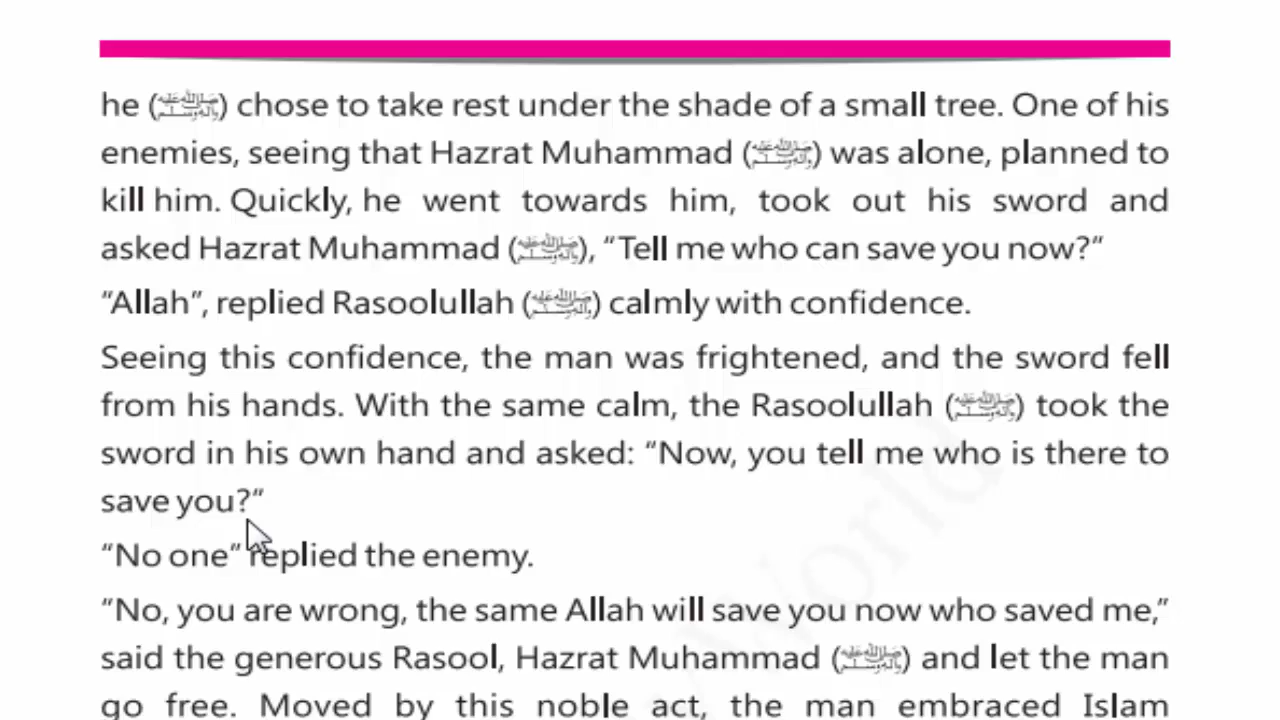 he (صلى الله عليه وآله وسلم) chose to take rest under the shade of a small tree. One of his
enemies, seeing that Hazrat Muhammad (صلى الله عليه وآله وسلم) was alone, planned to
kill him. Quickly, he went towards him, took out his sword and
asked Hazrat Muhammad (صلى الله عليه وآله وسلم), “Tell me who can save you now?“
“Allah”, replied Rasoolullah (صلى الله عليه وآله وسلم) calmly with confidence.
Seeing this confidence, the man was frightened, and the sword fell
from his hands. With the same calm, the Rasoolullah (صلى الله عليه وآله وسلم) took the
sword in his own hand and asked: “Now, you tell me who is there to
save you?“
“No one” replied the enemy.
“No, you are wrong, the same Allah will save you now who saved me,”
said the generous Rasool, Hazrat Muhammad (صلى الله عليه وآله وسلم) and let the man
go free. Moved by this noble act, the man embraced Islam
World